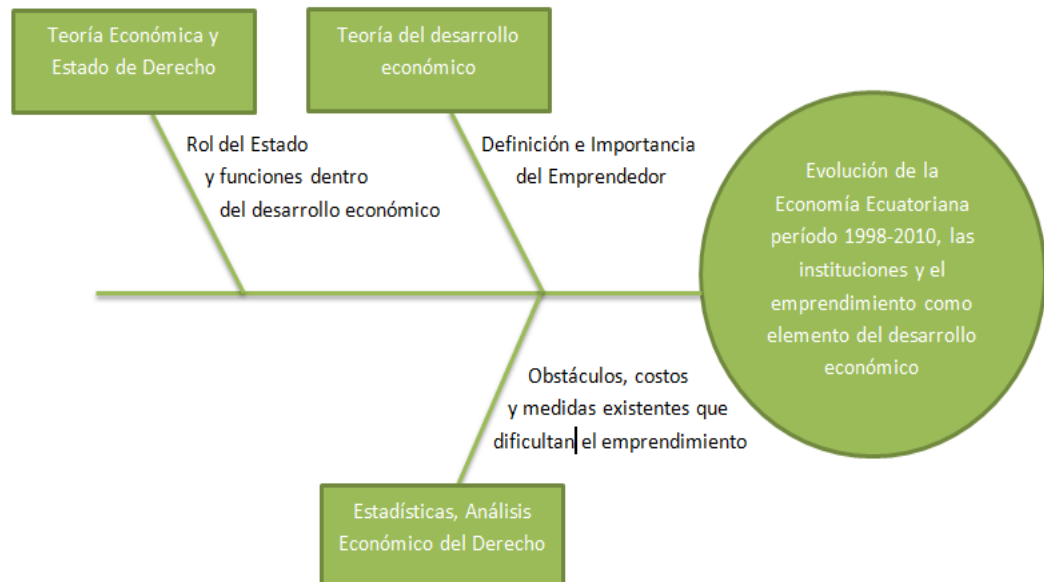 Teoría Económica y
Estado de Derecho
Teoría del desarrollo
económico
Rol del Estado
y funciones dentro
del desarrollo económico
Definición e Importancia
del Emprendedor
Evolución de la
Economía Ecuatoriana
período 1998-2010, las
instituciones y el
emprendimiento como
elemento del desarrollo
económico
Obstáculos, costos
y medidas existentes que
dificultan el emprendimiento
Estadísticas, Análisis
Económico del Derecho